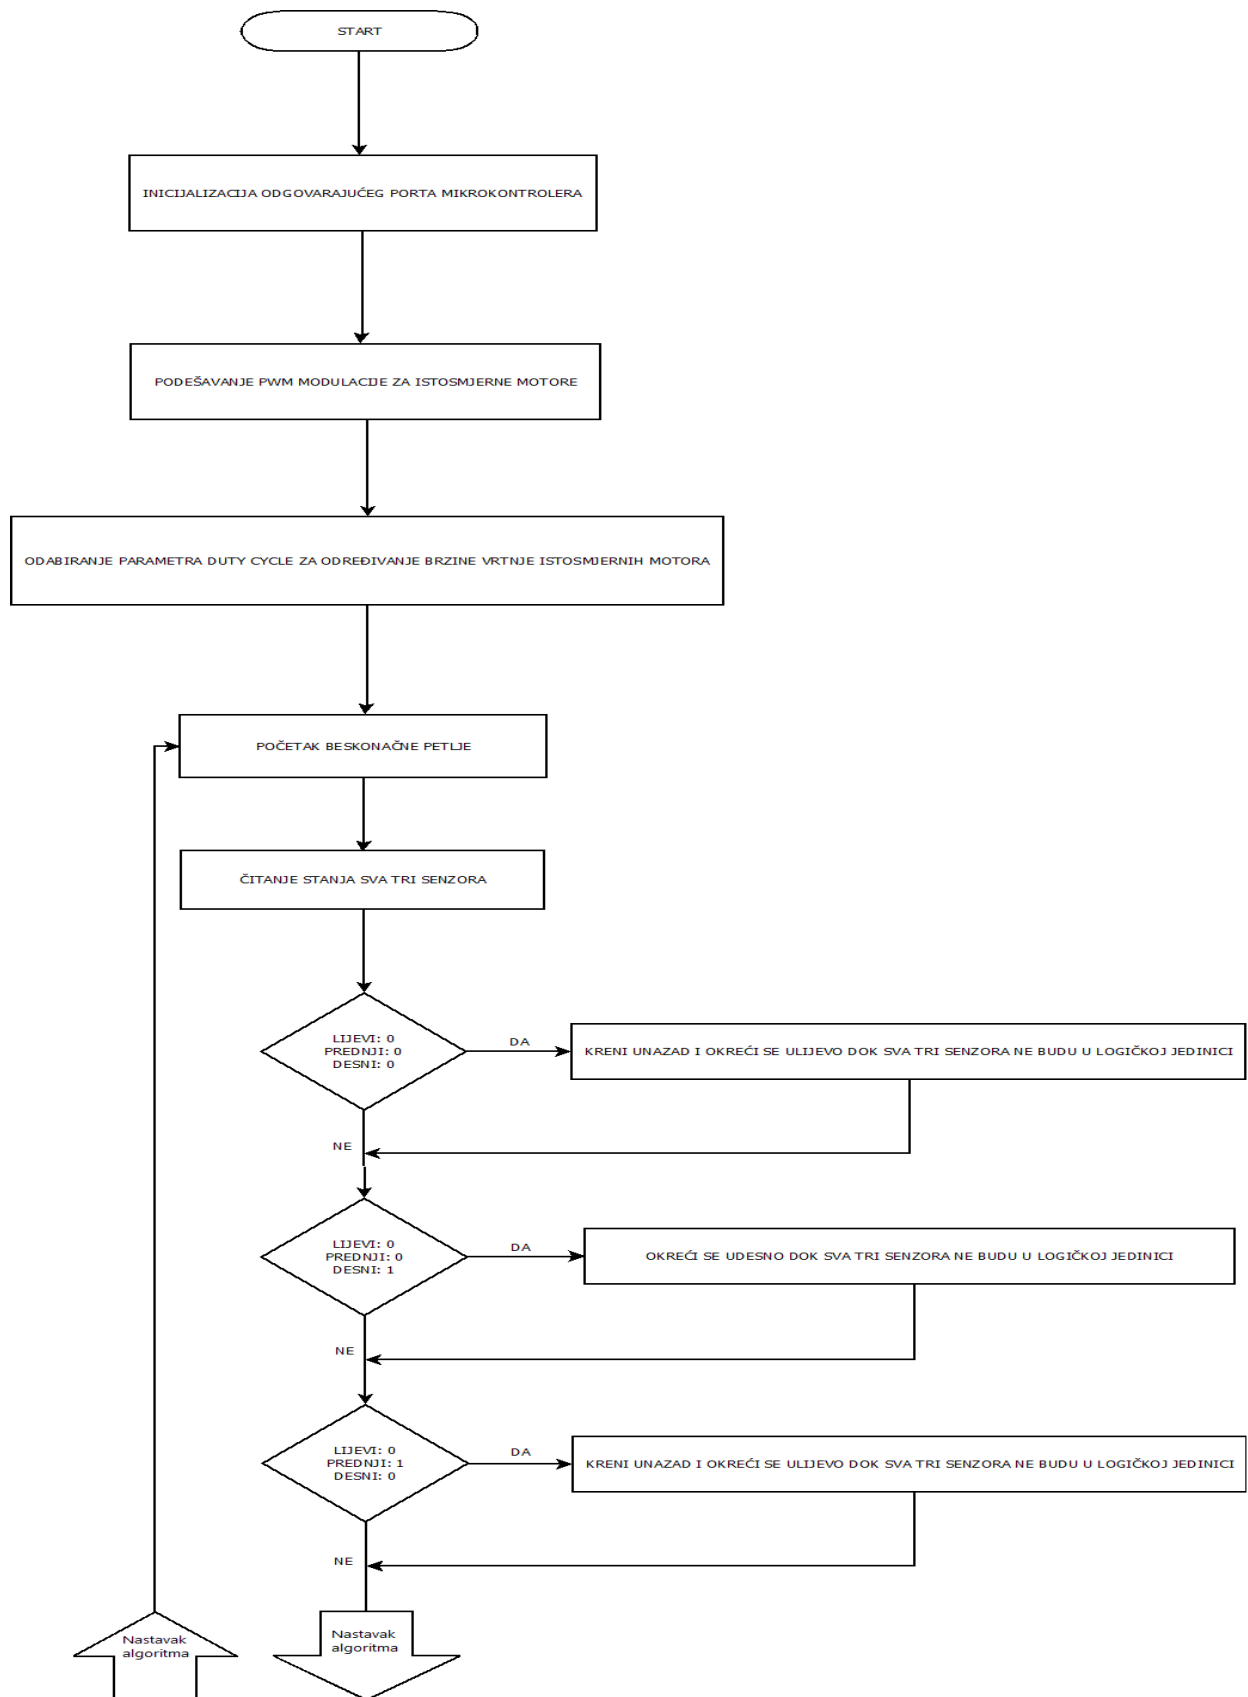 START
INICIJALIZACIJA ODGOVARAJUĆEG PORTA MIKROKONTROLERA
PODEŠAVANJE PWM MODULACIJE ZA ISTOSMJERNE MOTORE
ODABIRANJE PARAMETRA DUTY CYCLE ZA ODREĐIVANJE BRZINE VRTNJE ISTOSMJERNIH MOTORA
POČETAK BESKONAČNE PETLJE
ČITANJE STANJA SVA TRI SENZORA
LIJEVI: 0
PREDNJI: 0
DESNI: 0
DA
KRENI UNAZAD I OKREĆI SE ULIJEVO DOK SVA TRI SENZORA NE BUDU U LOGIČKOJ JEDINICI
NE
LIJEVI: 0
PREDNJI: 0
DESNI: 1
DA
OKREĆI SE UDESNO DOK SVA TRI SENZORA NE BUDU U LOGIČKOJ JEDINICI
NE
LIJEVI: 0
PREDNJI: 1
DESNI: 0
DA
KRENI UNAZAD I OKREĆI SE ULIJEVO DOK SVA TRI SENZORA NE BUDU U LOGIČKOJ JEDINICI
NE
Nastavak
algoritma
Nastavak
algoritma